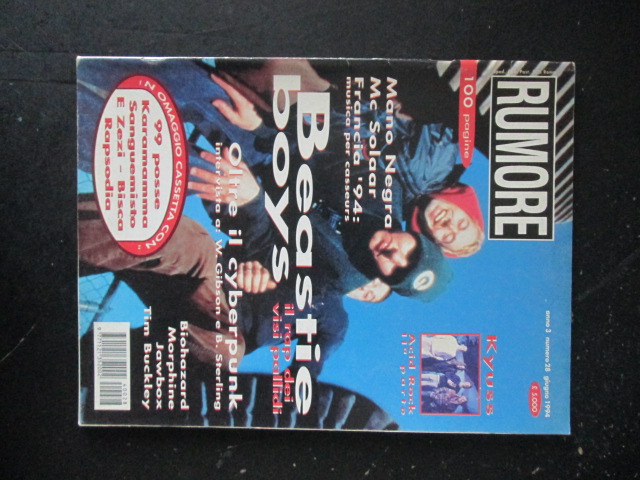 RUMORE
anno 3 numero 28 giugno 1994
£ 5.000
100 pagine
Mano Negra
Mc Solaar
Francia '94:
musica per casseurs
Kyuss
Acid Rock
Beastie
boys
il rap dei
visi pallidi
Oltre il cyberpunk
interviste a: W. Gibson e B. Sterling
IN OMAGGIO CASSETTA CON:
99 posse
Karamamma
Sanguemisto
E Zezi - Bisca
Rapsodia
Biohazard
Morphine
Jawbox
Tim Buckley